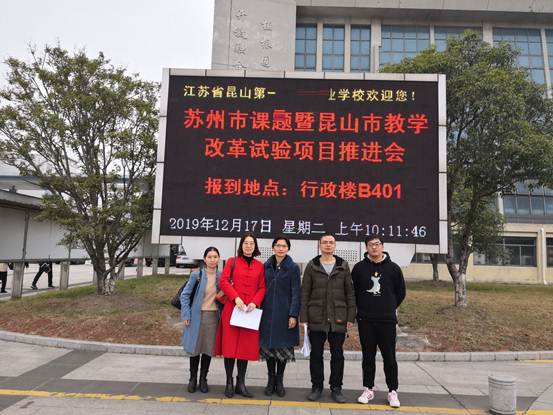 江苏省昆山第一 业学校欢迎您！
苏州市课题暨昆山市教学
改革试验项目推进会
报到地点：行政楼B401
2019年12月17日 星期二 上午10:11:46